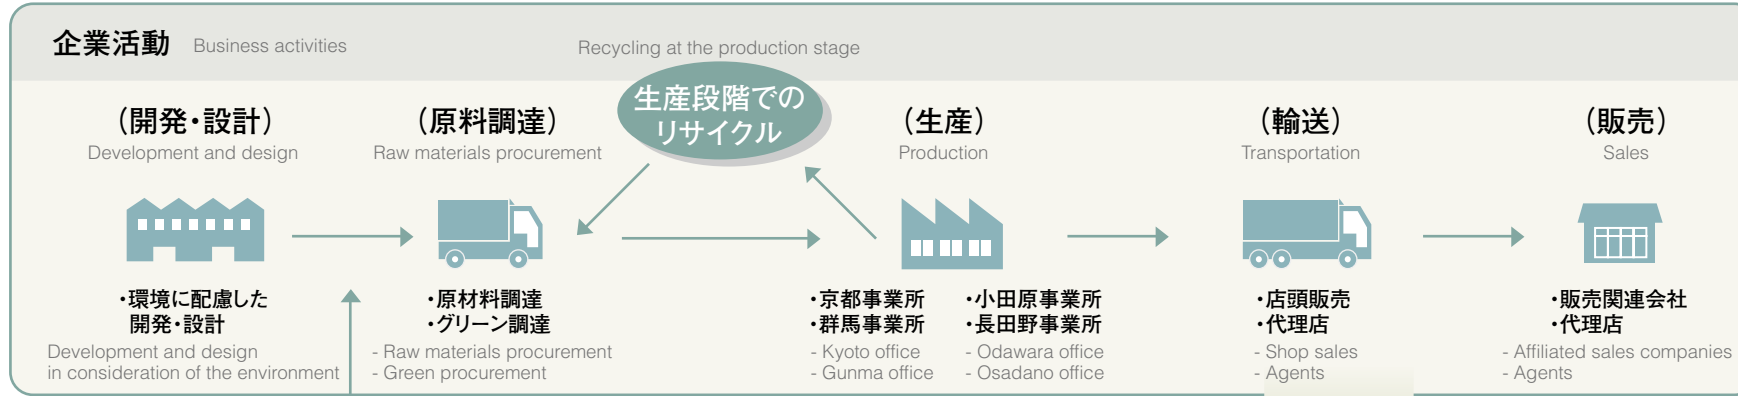 企業活動 Business activities
Recycling at the production stage
生産段階での
リサイクル
（開発・設計）
Development and design
・環境に配慮した
開発・設計
Development and design
in consideration of the environment
（原料調達）
Raw materials procurement
・原材料調達
・グリーン調達
- Raw materials procurement
- Green procurement
（生産）
Production
・京都事業所
・群馬事業所
- Kyoto office
- Gunma office
・小田原事業所
・長田野事業所
- Odawara office
- Osadano office
（輸送）
Transportation
・店頭販売
・代理店
- Shop sales
- Agents
（販売）
Sales
・販売関連会社
・代理店
- Affiliated sales companies
- Agents